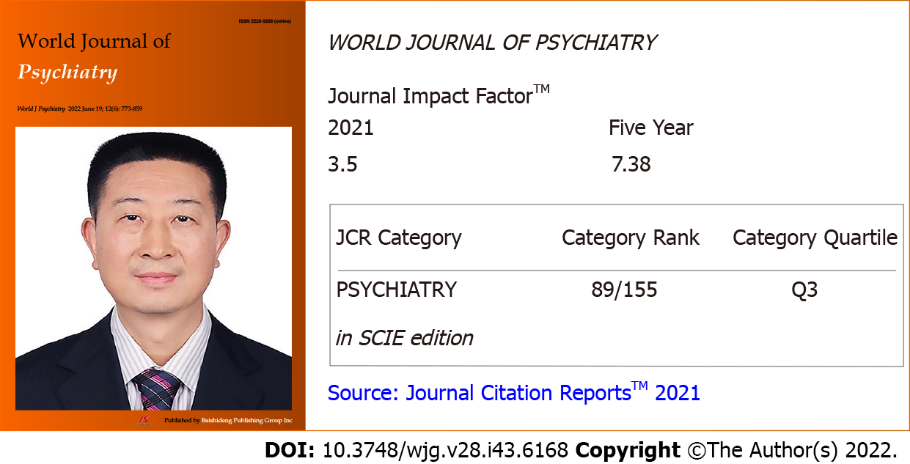 ISSN 2220-3206 (online)
World Journal of
Psychiatry
World J Psychiatry 2022 June 19; 12(6): 773-859
Published by Baishideng Publishing Group Inc
WORLD JOURNAL OF PSYCHIATRY
Journal Impact Factor™
2021 Five Year
3.5 7.38
JCR Category Category Rank Category Quartile
PSYCHIATRY 89/155 Q3
in SCIE edition
Source: Journal Citation Reports™ 2021
DOI: 10.3748/wjg.v28.i43.6168 Copyright ©The Author(s) 2022.